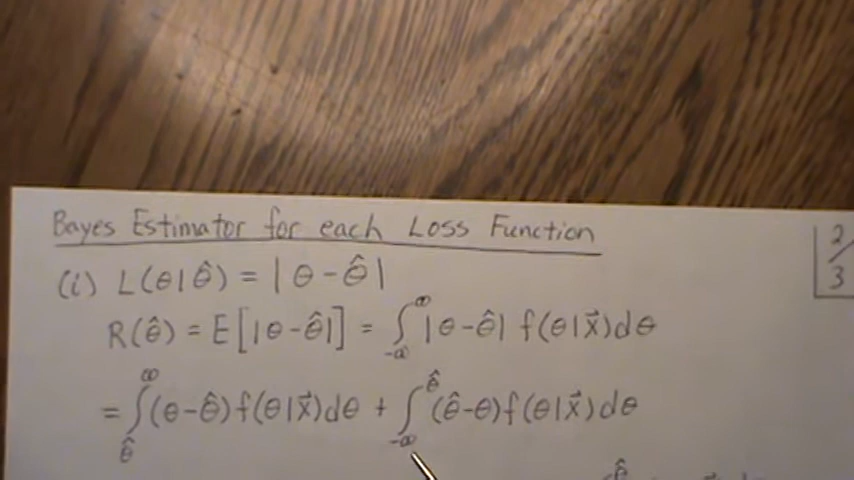 Bayes Estimator for each Loss Function
2/3
(i) L(θ|θ̂) = |θ-θ̂|
R(θ̂) = E[|θ-θ̂|] = ∫_{-∞}^{∞} |θ-θ̂| f(θ|x⃗)dθ
= ∫_{θ̂}^{∞} (θ-θ̂)f(θ|x⃗)dθ + ∫_{-∞}^{θ̂} (θ̂-θ)f(θ|x⃗)dθ